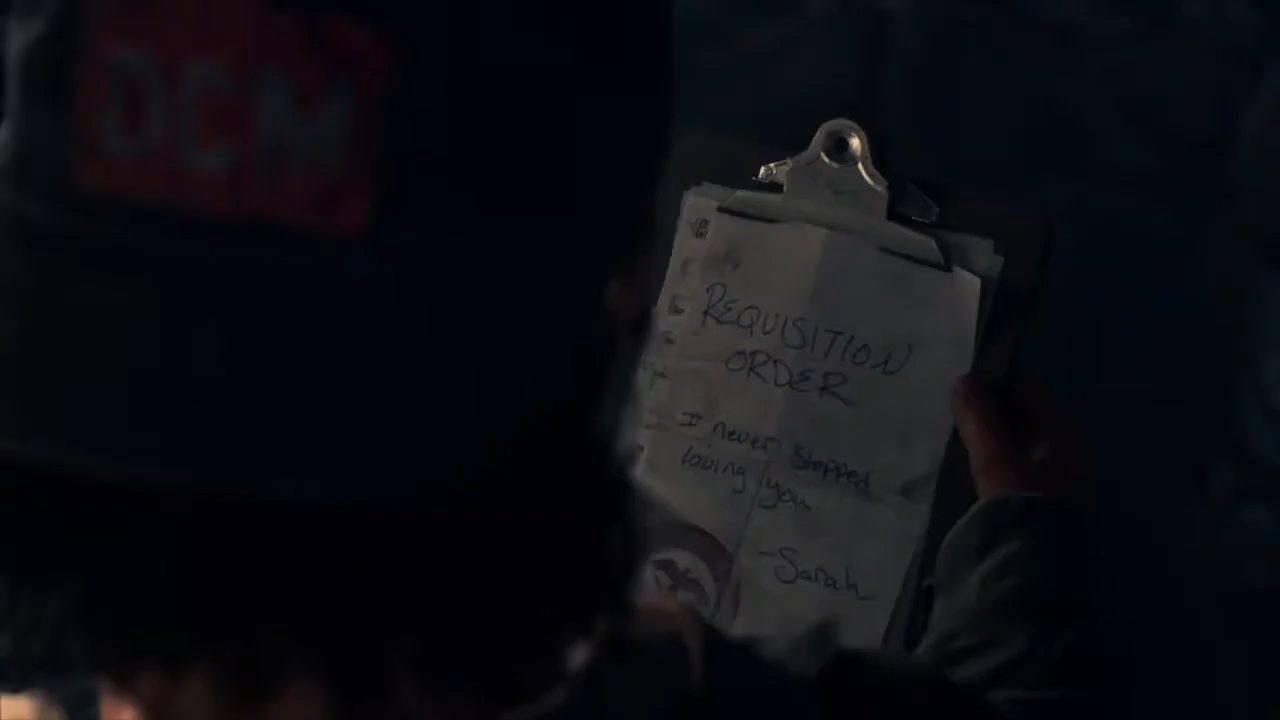 DCM
REQUISITION
ORDER
I never stopped
loving you
-Sarah